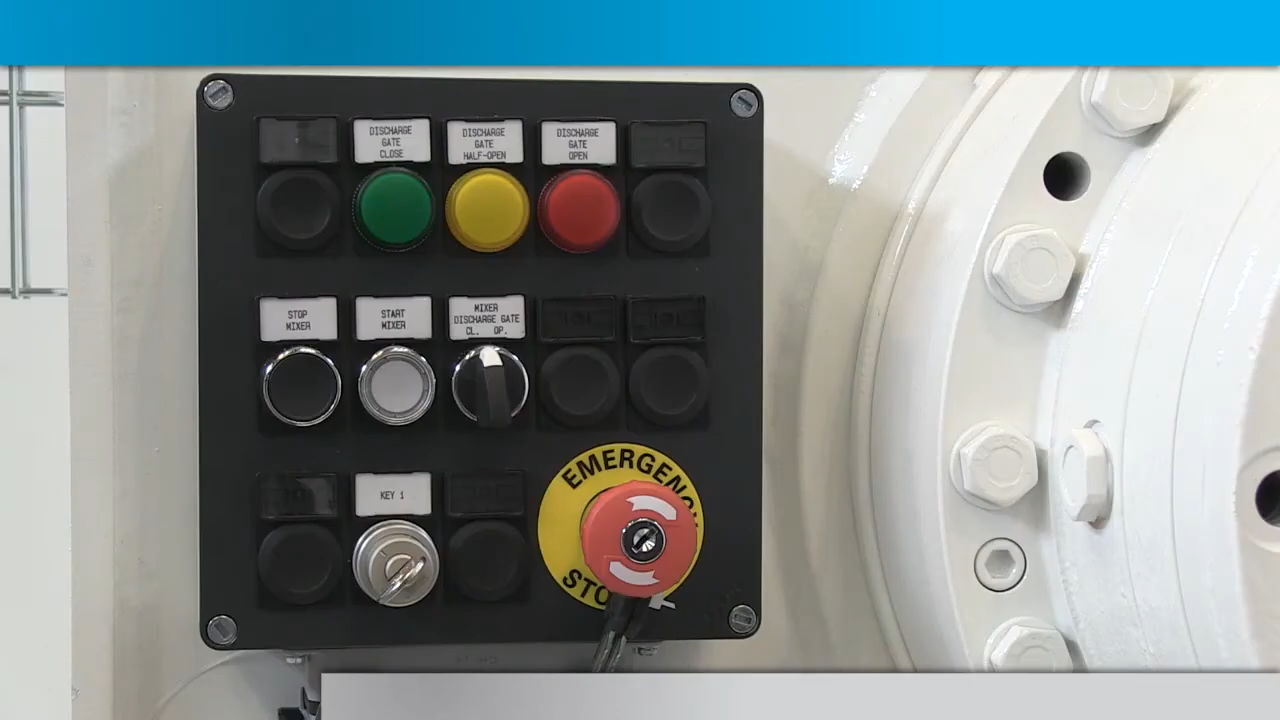 DISCHARGE
GATE
CLOSE
DISCHARGE
GATE
HALF-OPEN
DISCHARGE
GATE
OPEN
STOP
MIXER
START
MIXER
MIXER
DISCHARGE GATE
CL. OP.
KEY 1
EMERGENCY
STO